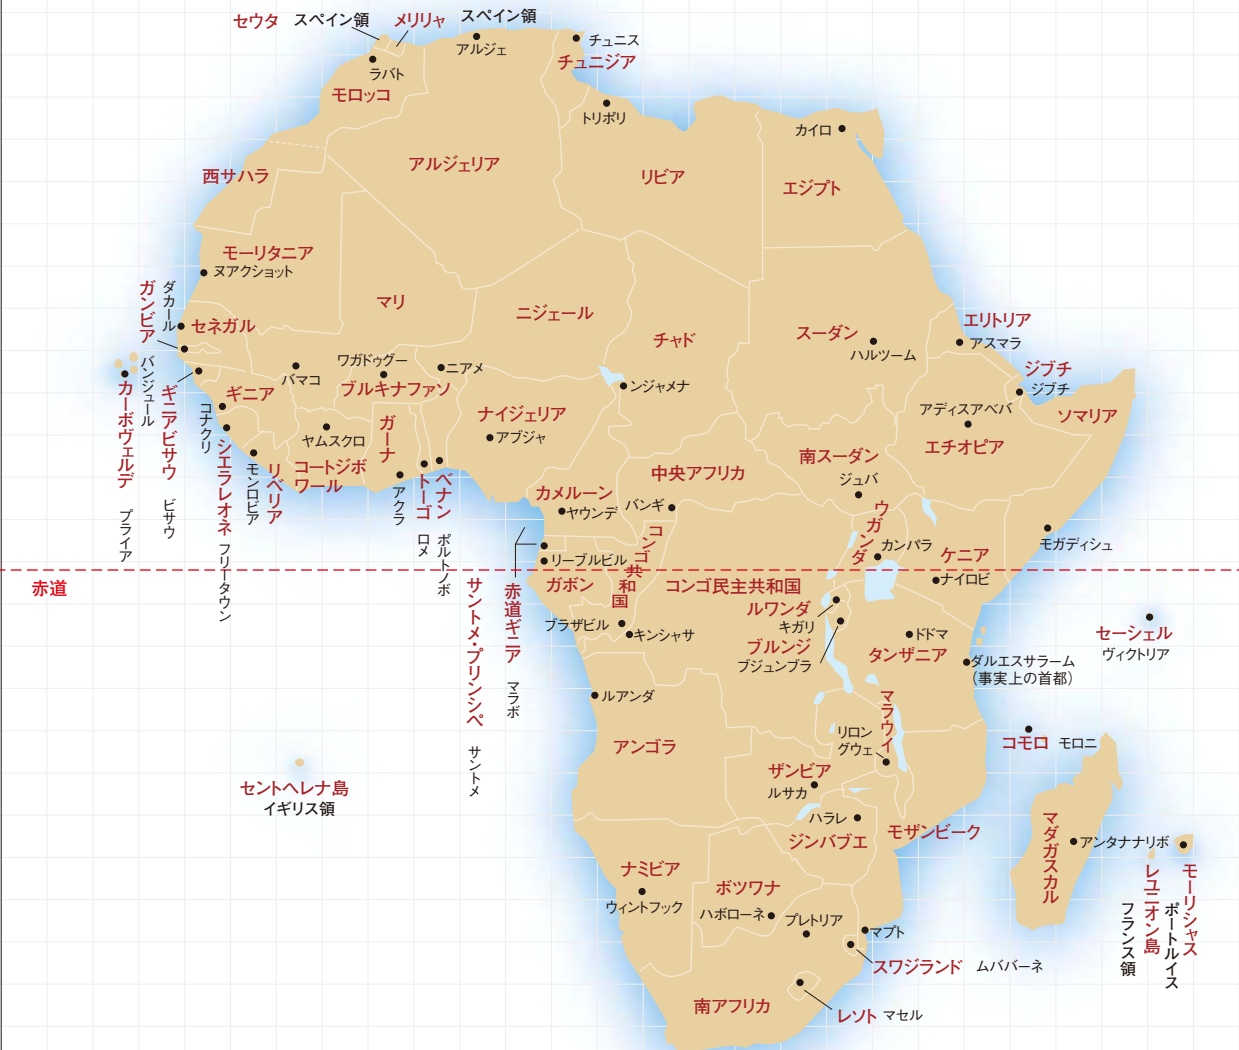 セウタ
スペイン領
メリリャ
スペイン領
アルジェ
チュニス
チュニジア
ラバト
モロッコ
トリポリ
カイロ
アルジェリア
西サハラ
リビア
エジプト
モーリタニア
ヌアクショット
マリ
ニジェール
チャド
スーダン
ハルツーム
エリトリア
アスマラ
ガンビア
ダカール
セネガル
バンジュール
カーボヴェルデ
プライア
ギニアビサウ
ビサウ
ギニア
コナクリ
バマコ
ワガドゥグー
ブルキナファソ
ニアメ
ンジャメナ
ジブチ
ジブチ
アディスアベバ
エチオピア
ソマリア
シエラレオネ
フリータウン
モンロビア
リベリア
ヤムスクロ
コートジボ
ワール
ガーナ
アクラ
トーゴ
ロメ
ベナン
ポルトノボ
ナイジェリア
アブジャ
カメルーン
ヤウンデ
中央アフリカ
バンギ
南スーダン
ジュバ
ウガンダ
カンパラ
ケニア
ナイロビ
モガディシュ
赤道
リーブルビル
ガボン
コンゴ共和国
コンゴ民主共和国
ルワンダ
キガリ
ブルンジ
ブジュンブラ
ドドマ
タンザニア
ダルエスサラーム
(事実上の首都)
セーシェル
ヴィクトリア
サントメ・プリンシペ
サントメ
赤道ギニア
マラボ
ブラザビル
キンシャサ
ルアンダ
アンゴラ
マラウイ
リロン
グウェ
コモロ
モロニ
セントヘレナ島
イギリス領
ザンビア
ルサカ
ハラレ
ジンバブエ
モザンビーク
マダガスカル
アンタナナリボ
レユニオン島
フランス領
モーリシャス
ポートルイス
ナミビア
ウィントフック
ボツワナ
ハボローネ
プレトリア
マプト
スワジランド
ムババーネ
南アフリカ
レソト
マセル